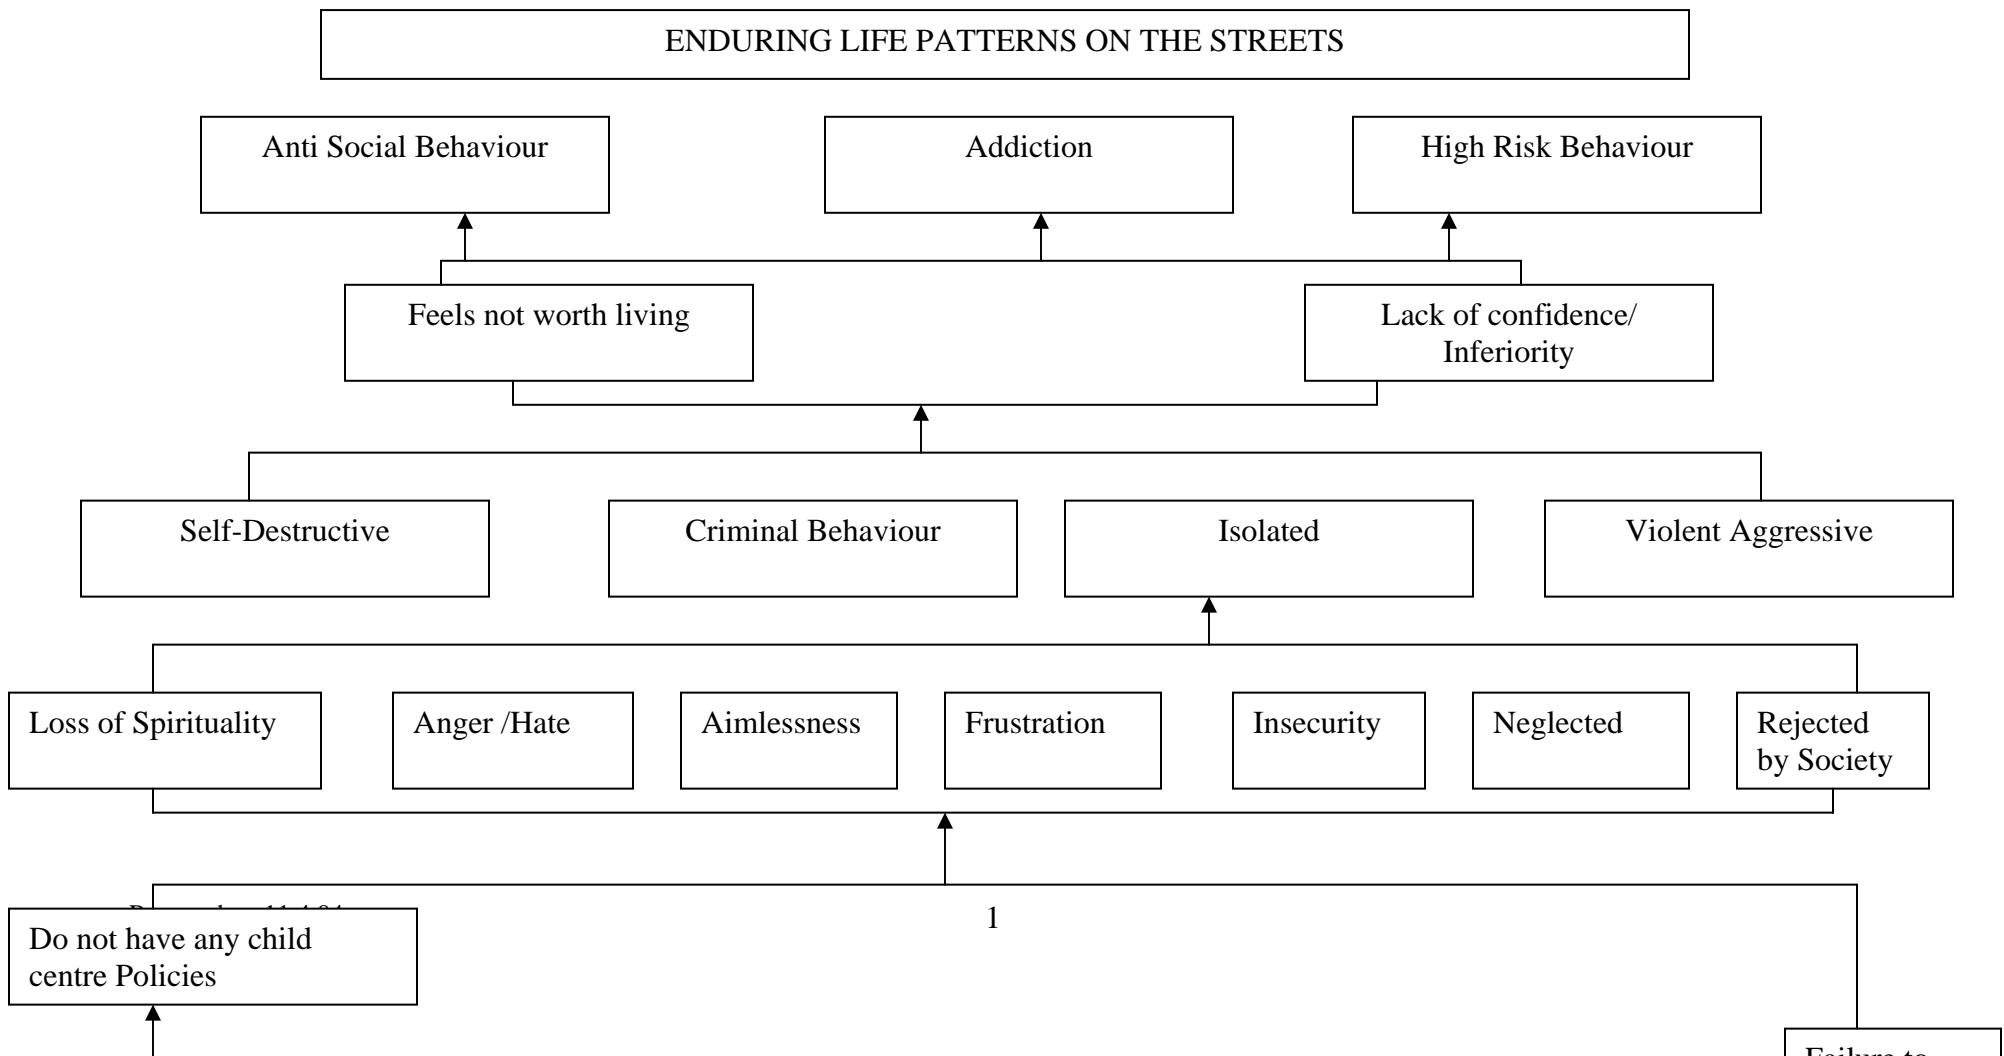 ENDURING LIFE PATTERNS ON THE STREETS
Anti Social Behaviour
Addiction
High Risk Behaviour
Feels not worth living
Lack of confidence/
Inferiority
Self-Destructive
Criminal Behaviour
Isolated
Violent Aggressive
Loss of Spirituality
Anger /Hate
Aimlessness
Frustration
Insecurity
Neglected
Rejected
by Society
1
Do not have any child
centre Policies
Failure to